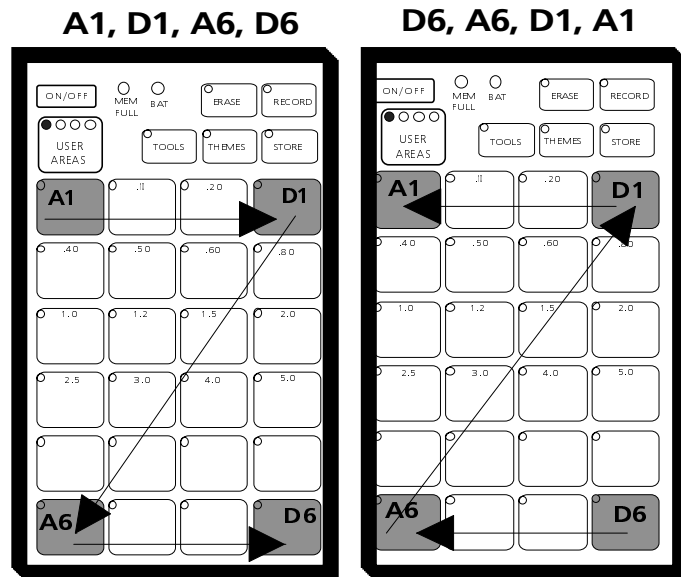 A1, D1, A6, D6
ON/OFF
MEM FULL
BAT
ERASE
RECORD
USER AREAS
TOOLS
THEMES
STORE
A1
.20
D1
.40
.50
.60
.80
1.0
1.2
1.5
2.0
2.5
3.0
4.0
5.0
A6
D6
D6, A6, D1, A1
ON/OFF
MEM FULL
BAT
ERASE
RECORD
USER AREAS
TOOLS
THEMES
STORE
A1
.20
D1
.40
.50
.60
.80
1.0
1.2
1.5
2.0
2.5
3.0
4.0
5.0
A6
D6